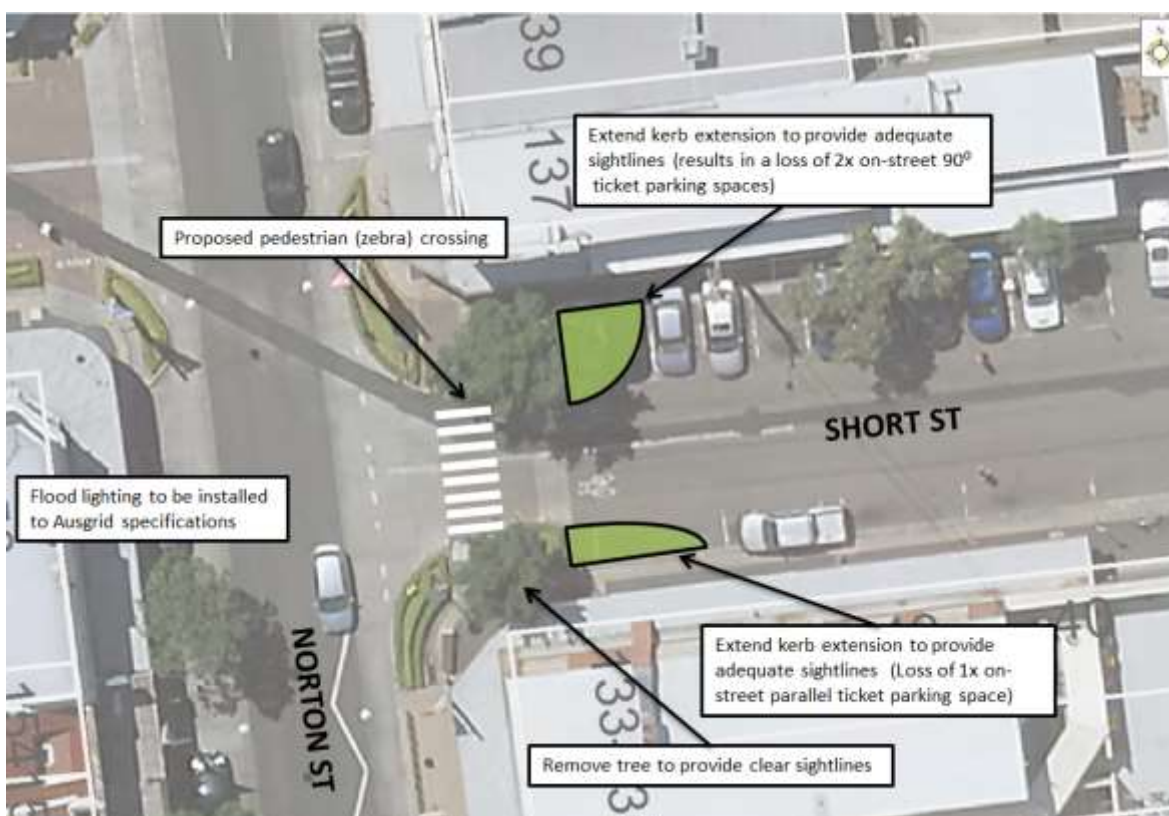 39
137
Extend kerb extension to provide adequate
sightlines (results in a loss of 2x on-street 90⁰
ticket parking spaces)
Proposed pedestrian (zebra) crossing
SHORT ST
Flood lighting to be installed
to Ausgrid specifications
NORTON ST
Extend kerb extension to provide
adequate sightlines (Loss of 1x on-
street parallel ticket parking space)
Remove tree to provide clear sightlines